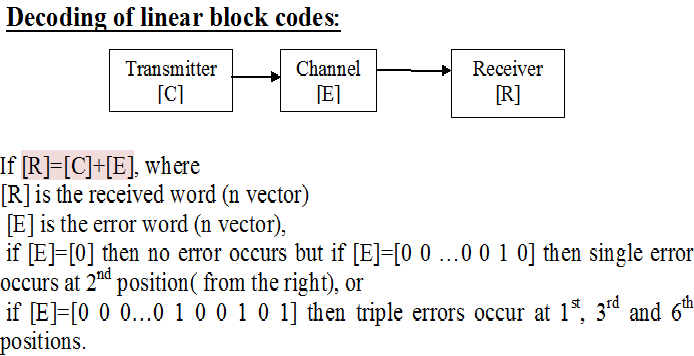 Decoding of linear block codes:
Transmitter Channel Receiver
[C] [E] [R]
If [R]=[C]+[E], where
[R] is the received word (n vector)
[E] is the error word (n vector),
if [E]=[0] then no error occurs but if [E]=[0 0 ...0 0 1 0] then single error
occurs at 2nd position( from the right), or
if [E]=[0 0 0...0 1 0 0 1 0 1] then triple errors occur at 1st, 3rd and 6th
positions.